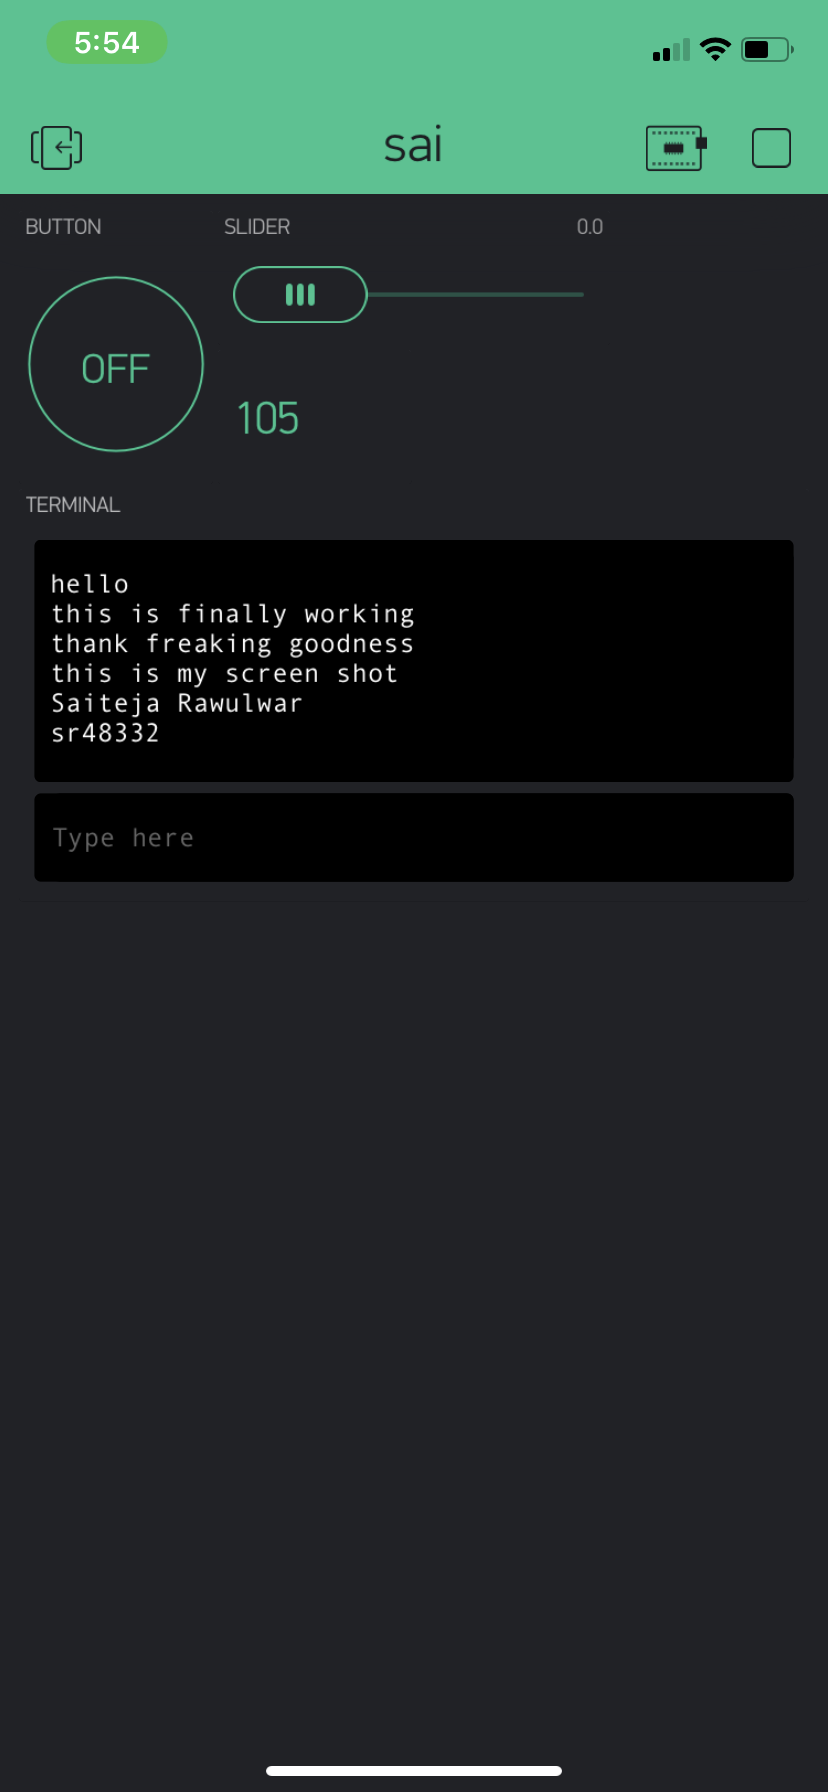 5:54
sai
BUTTON
SLIDER
0.0
OFF
105
TERMINAL
hello
this is finally working
thank freaking goodness
this is my screen shot
Saiteja Rawulwar
sr48332
Type here